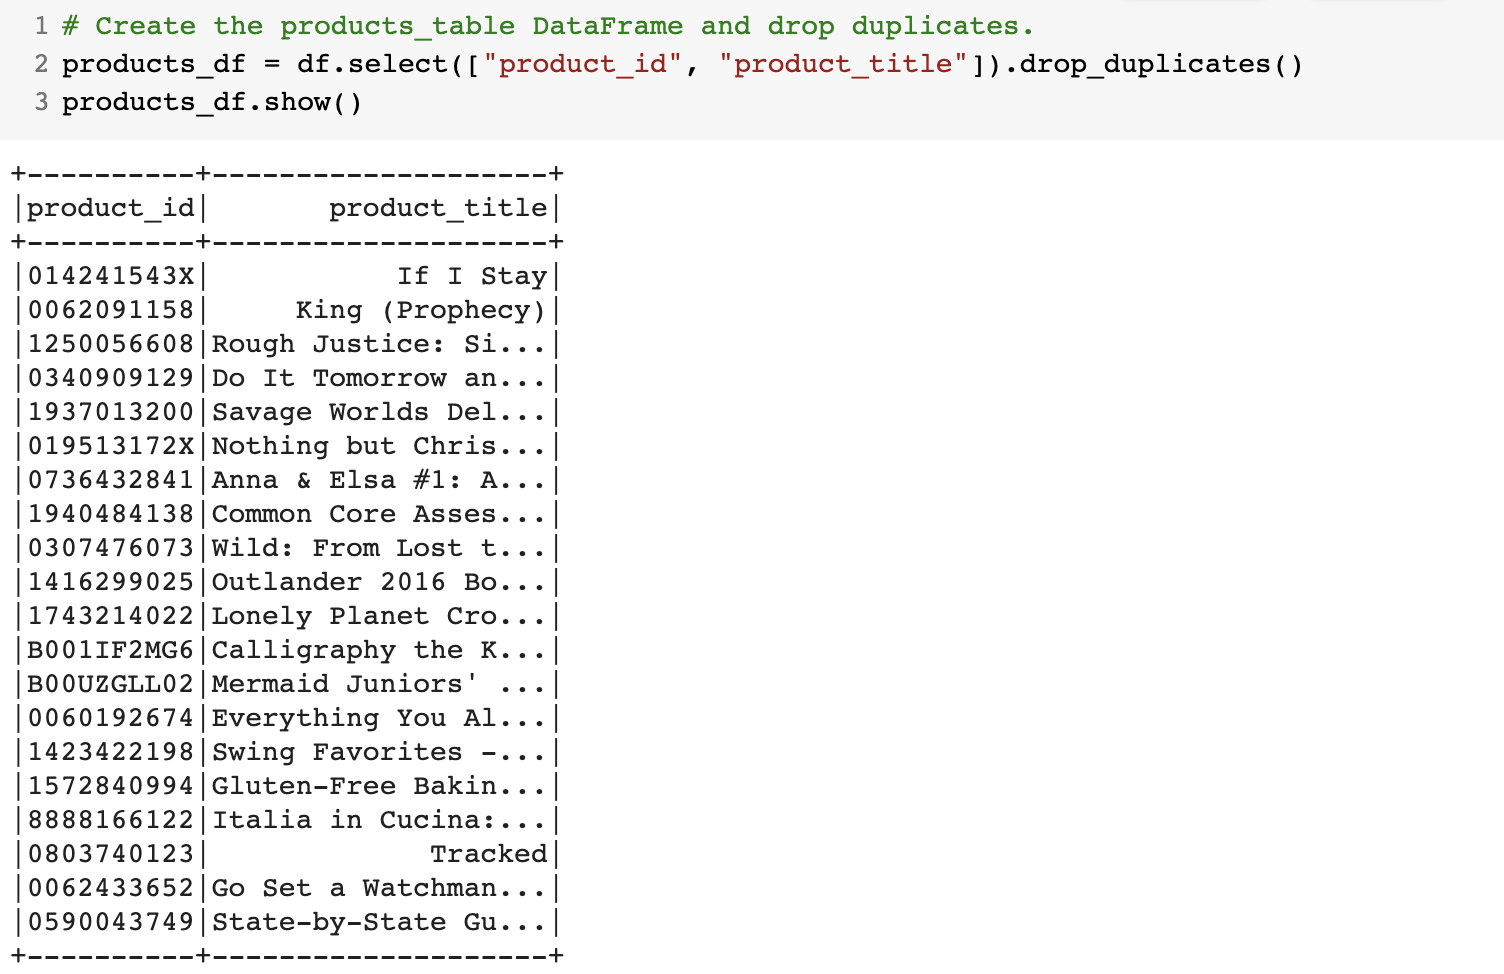 1 # Create the products_table DataFrame and drop duplicates.
2 products_df = df.select(["product_id", "product_title"]).drop_duplicates()
3 products_df.show()
+----------+--------------------+
|product_id|       product_title|
+----------+--------------------+
|014241543X|           If I Stay|
|0062091158|     King (Prophecy)|
|1250056608|Rough Justice: Si...|
|0340909129|Do It Tomorrow an...|
|1937013200|Savage Worlds Del...|
|019513172X|Nothing but Chris...|
|0736432841|Anna & Elsa #1: A...|
|1940484138|Common Core Asses...|
|0307476073|Wild: From Lost t...|
|1416299025|Outlander 2016 Bo...|
|1743214022|Lonely Planet Cro...|
|B001IF2MG6|Calligraphy the K...|
|B00UZGLL02|Mermaid Juniors' ...|
|0060192674|Everything You Al...|
|1423422198|Swing Favorites -...|
|1572840994|Gluten-Free Bakin...|
|8888166122|Italia in Cucina:...|
|0803740123|             Tracked|
|0062433652|Go Set a Watchman...|
|0590043749|State-by-State Gu...|
+----------+--------------------+